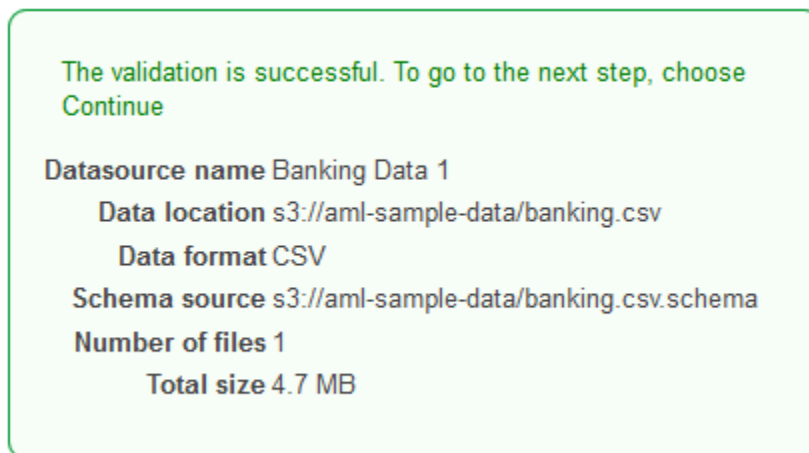 The validation is successful. To go to the next step, choose
Continue
Datasource name Banking Data 1
Data location s3://aml-sample-data/banking.csv
Data format CSV
Schema source s3://aml-sample-data/banking.csv.schema
Number of files 1
Total size 4.7 MB